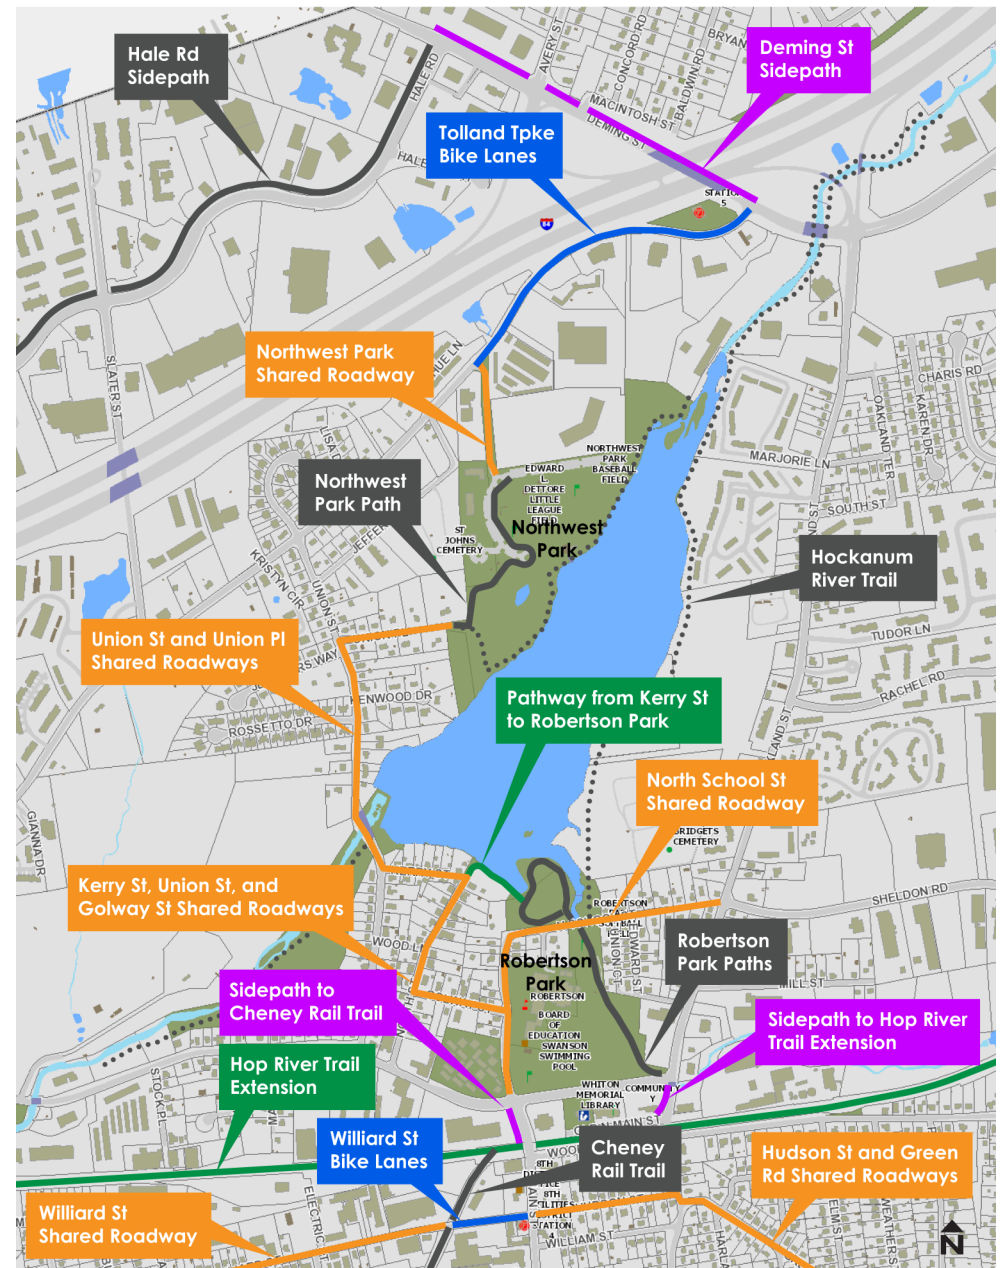 Hale Rd
Sidepath
Deming St
Sidepath
HALE RD
AVERY ST
CONCORD RD
BALDWIN RD
MACINTOSH ST
DEMING ST
Tolland Tpke
Bike Lanes
84
5
Northwest Park
Shared Roadway
SLATER ST
CHARIS RD
KAREN DR
OAKLAND TER
MARJORIE LN
SOUTH ST
NORTHWEST
PARK
BASEBALL
FIELD
EDWARD
L.
DETTORE
LITTLE
LEAGUE
FIELD
Northwest
Park Path
Northwest
Park
ST
JOHNS
CEMETERY
KRISTYN CIR
UNION ST
Hockanum
River Trail
TUDOR LN
RACHEL RD
Union St and Union Pl
Shared Roadways
KENWOOD DR
ROSSETTO DR
Pathway from Kerry St
to Robertson Park
North School St
Shared Roadway
BRIDGETS
CEMETERY
GIANNA DR
Kerry St, Union St, and
Golway St Shared Roadways
SHELDON RD
EDWARD ST
Robertson
Park Paths
Robertson
Park
MILL ST
ROBERTSON
BOARD
OF
EDUCATION
SWANSON
SWIMMING
POOL
Sidepath to
Cheney Rail Trail
Sidepath to Hop River
Trail Extension
Hop River Trail
Extension
STOCK PL
WHITON
MEMORIAL
LIBRARY
COMMUNITY
Y
Williard St
Bike Lanes
Cheney
Rail Trail
Hudson St and Green
Rd Shared Roadways
8TH
ELECTRIC ST
Williard St
Shared Roadway
STATION
4
WILLIAM ST
N